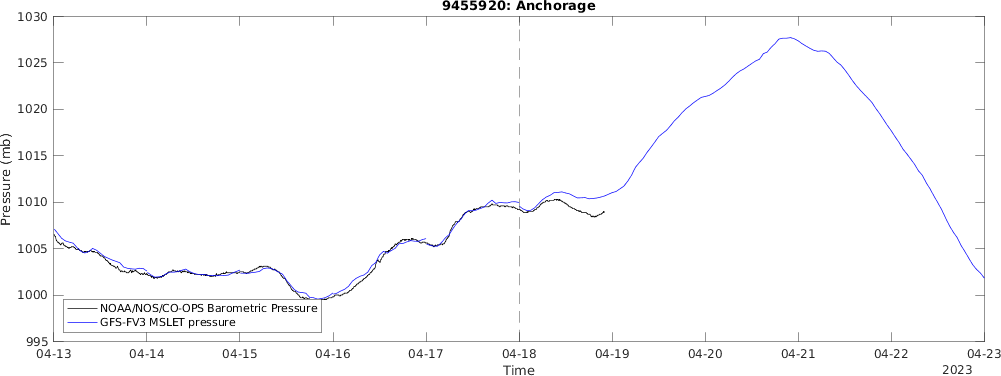 9455920: Anchorage
1030
1025
1020
1015
1010
1005
1000
995
Pressure (mb)
NOAA/NOS/CO-OPS Barometric Pressure
GFS-FV3 MSLET pressure
04-13 04-14 04-15 04-16 04-17 04-18 04-19 04-20 04-21 04-22 04-23
Time
2023